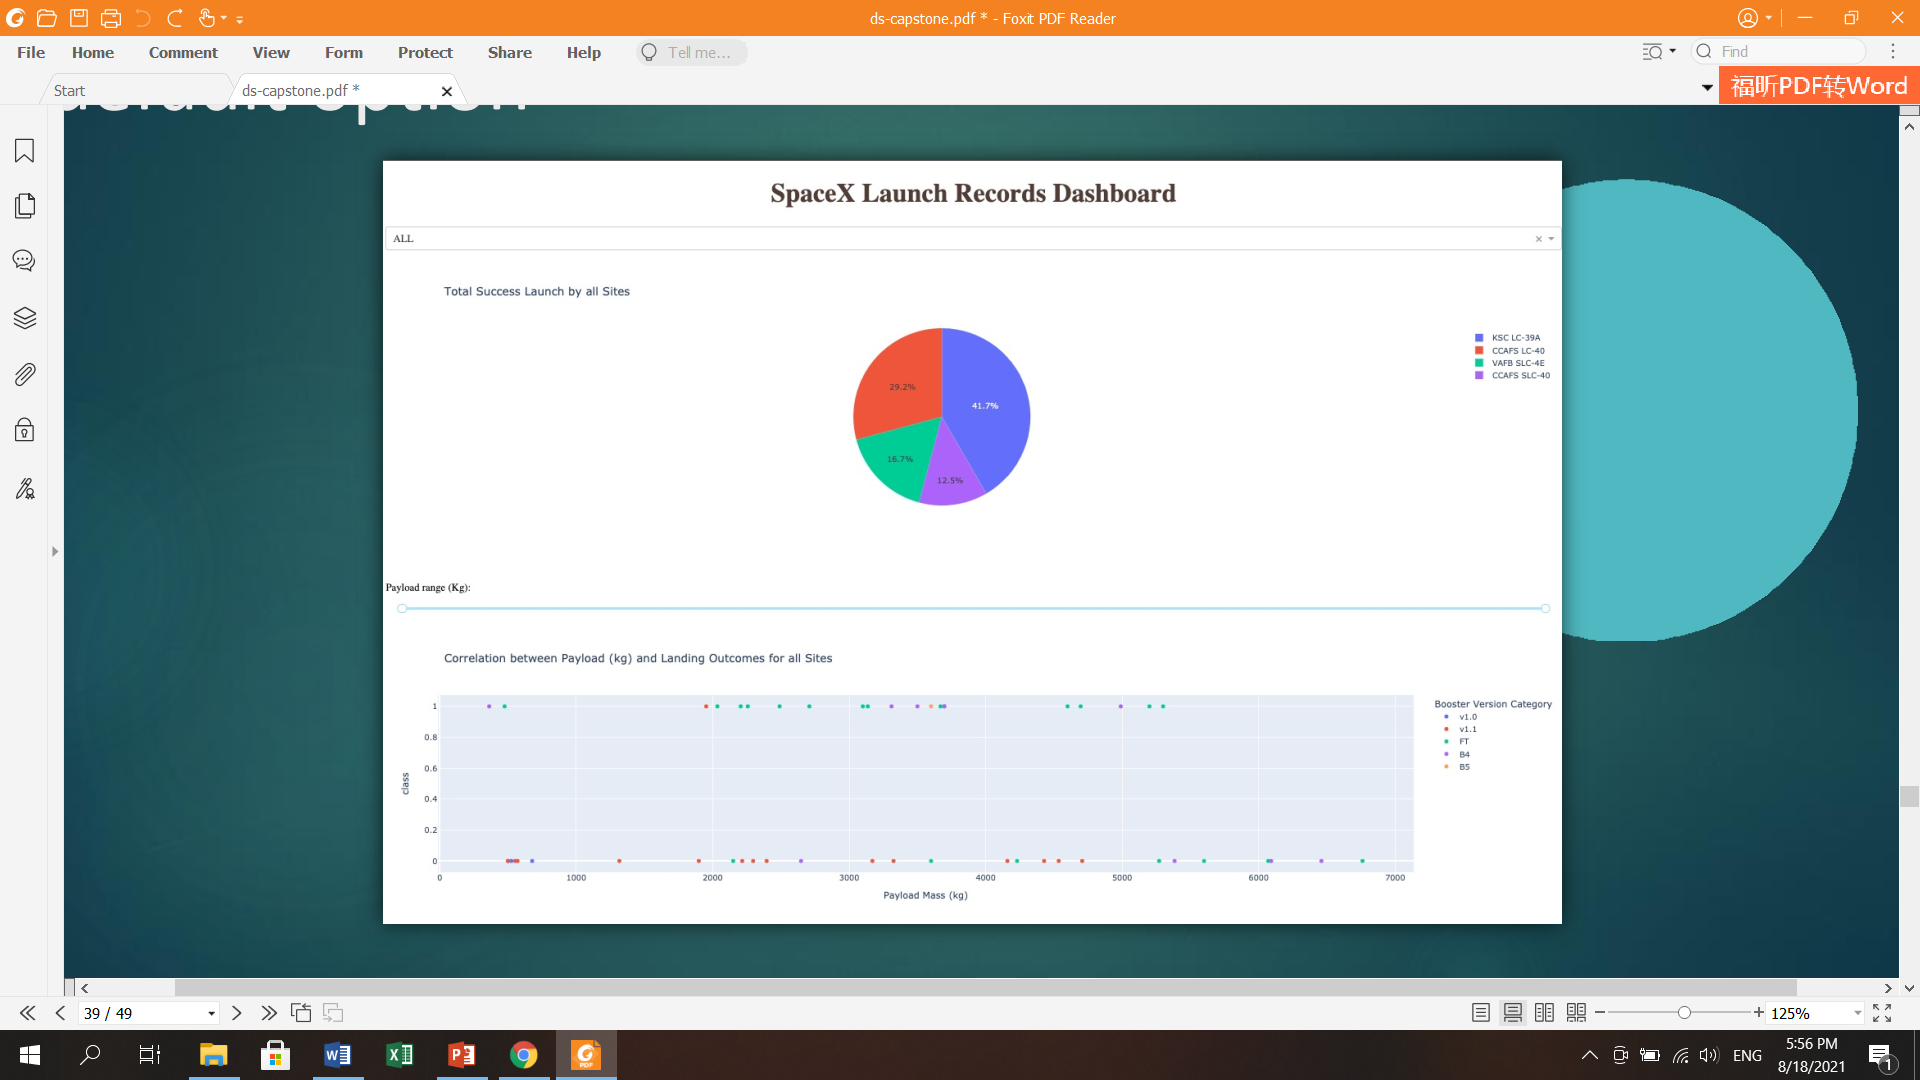 ds-capstone.pdf * - Foxit PDF Reader
File Home Comment View Form Protect Share Help Tell me... Find
Start ds-capstone.pdf * 福昕PDF转Word
SpaceX Launch Records Dashboard
ALL
Total Success Launch by all Sites
KSC LC-39A
CCAFS LC-40
VAFB SLC-4E
CCAFS SLC-40
29.2%
41.7%
16.7%
12.5%
Payload range (Kg):
Correlation between Payload (kg) and Landing Outcomes for all Sites
Booster Version Category
v1.0
v1.1
FT
B4
B5
1
0.8
0.6
0.4
0.2
0
class
0 1000 2000 3000 4000 5000 6000 7000
Payload Mass (kg)
39 / 49 125%
ENG
5:56 PM
8/18/2021
1